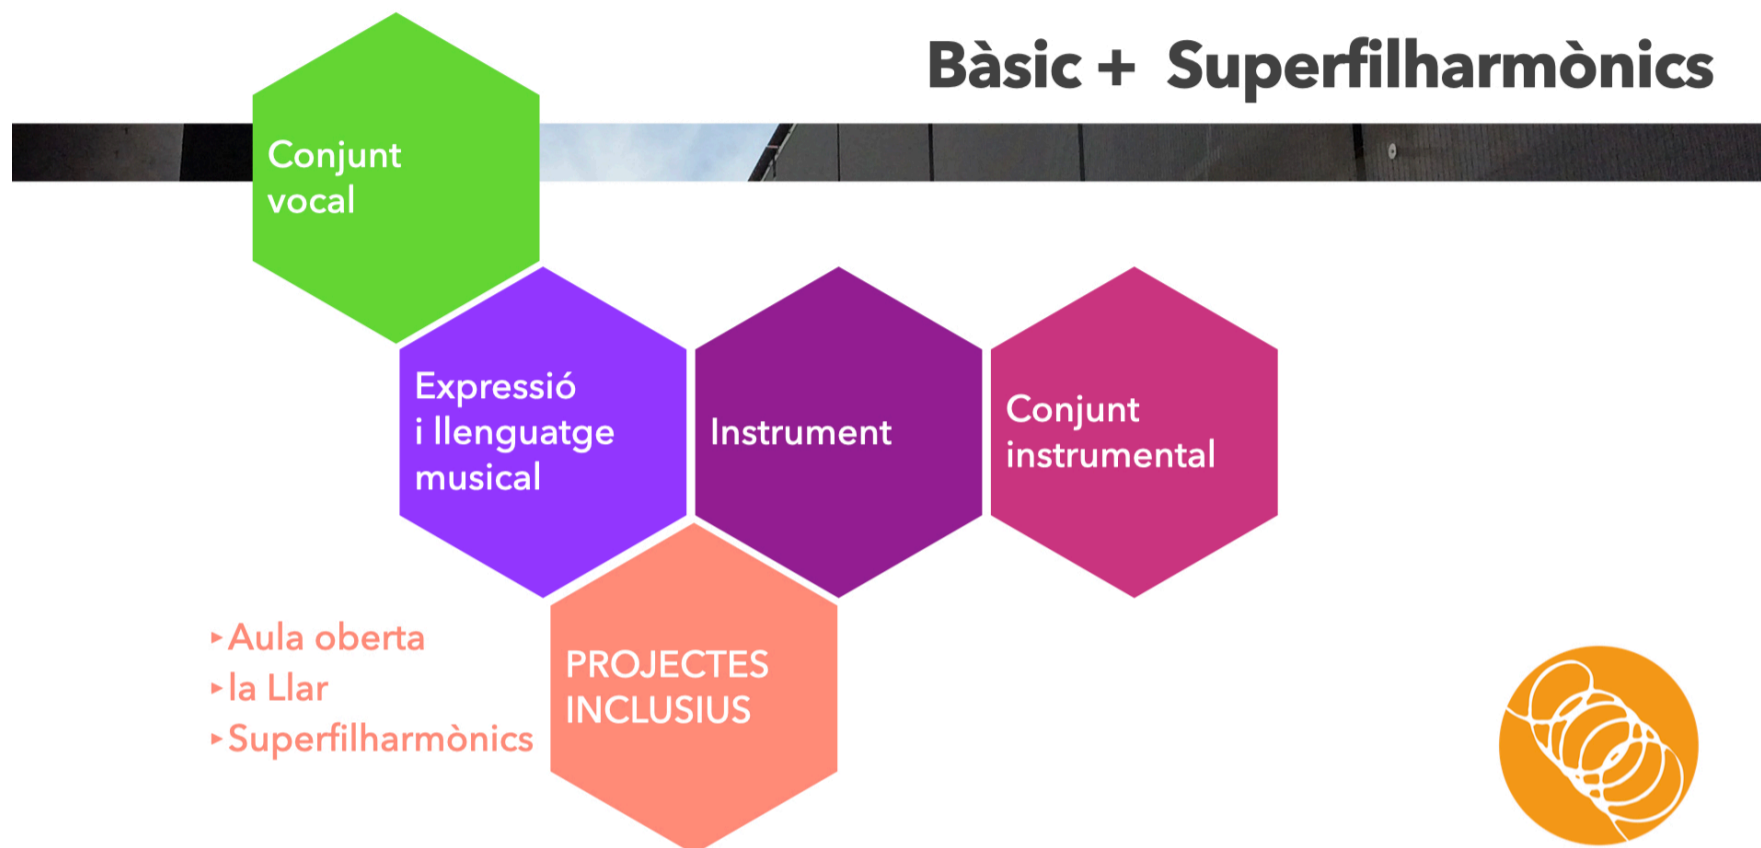 Bàsic + Superfilharmònics
Conjunt
vocal
Expressió
i llenguatge
musical
Instrument
Conjunt
instrumental
▸Aula oberta
▸la Llar
▸Superfilharmònics
PROJECTES
INCLUSIUS